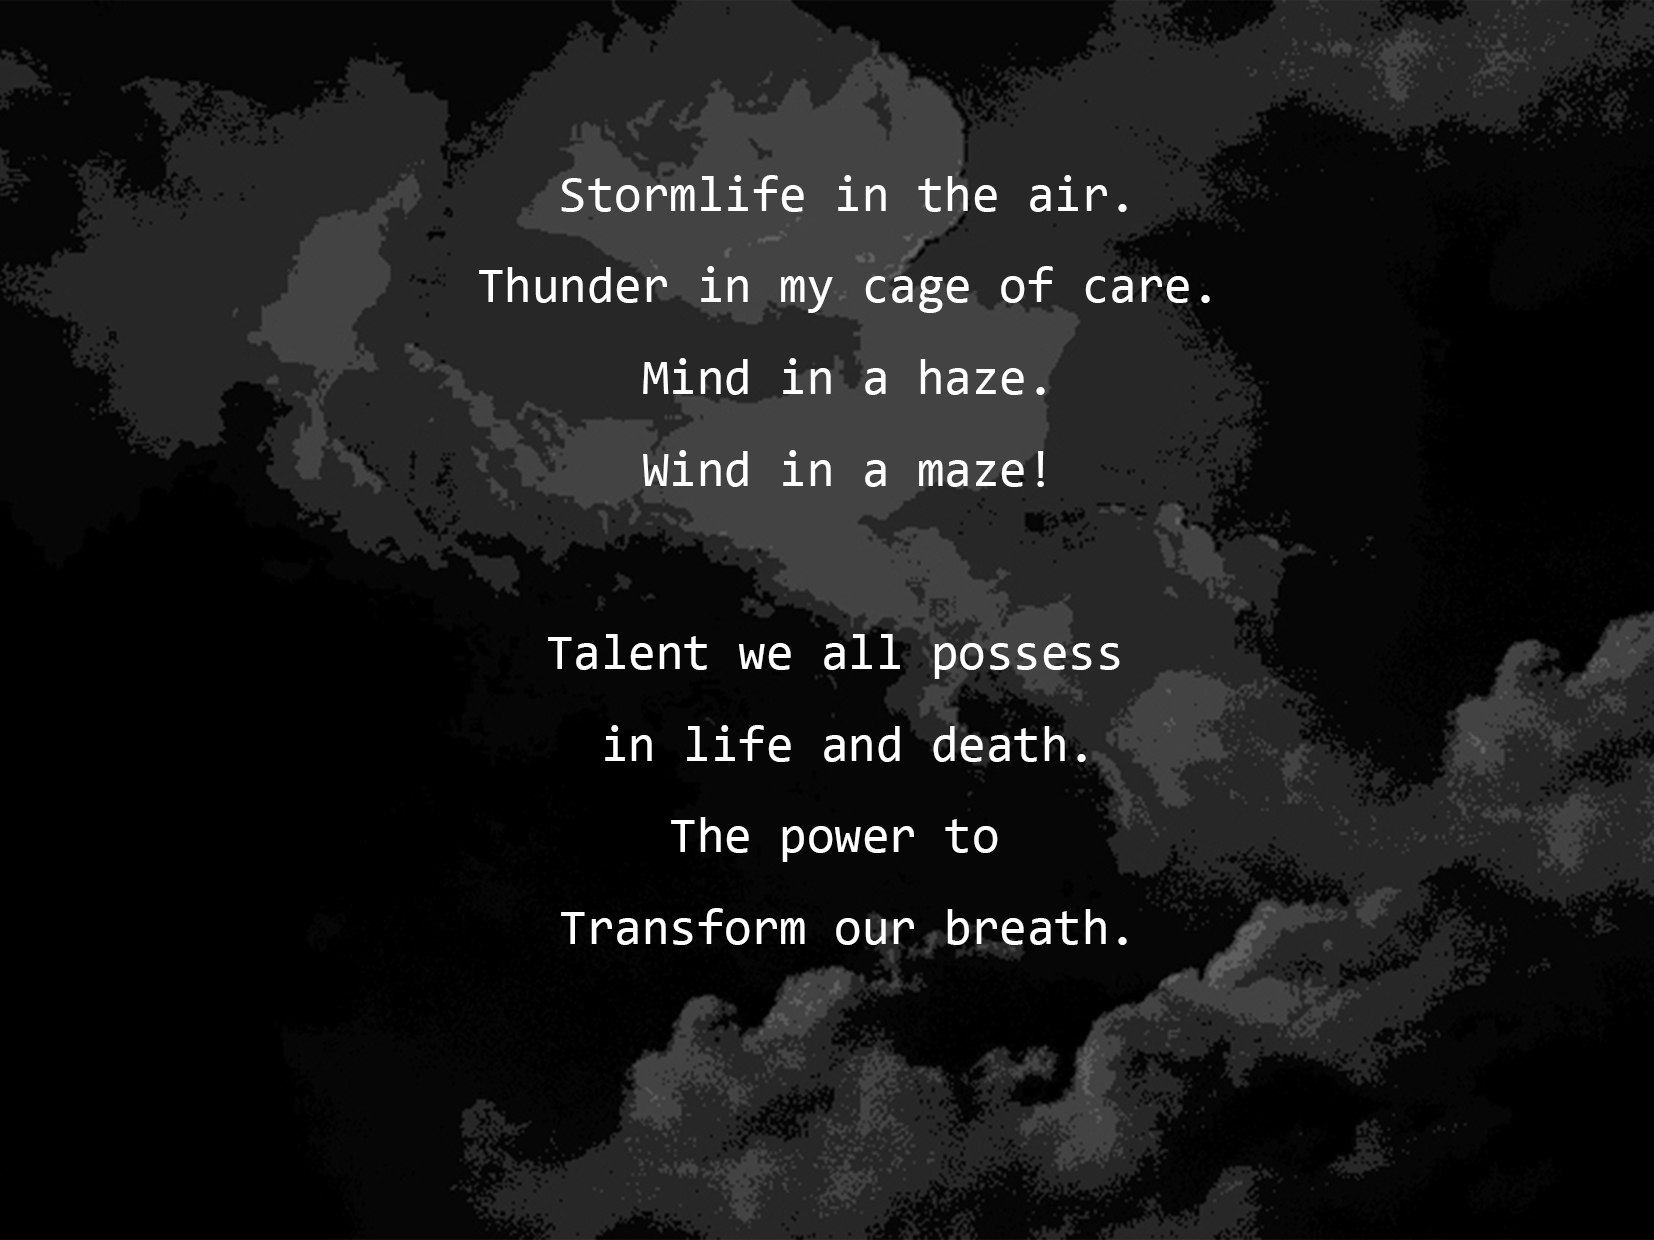 Stormlife in the air.
Thunder in my cage of care.
Mind in a haze.
Wind in a maze!
Talent we all possess
in life and death.
The power to
Transform our breath.